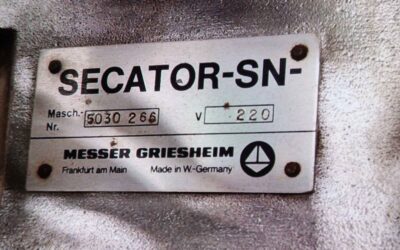 SECATOR-SN-
Masch.- 5030 266 V 220
Nr.
MESSER GRIESHEIM
Frankfurt am Main Made in W.-Germany